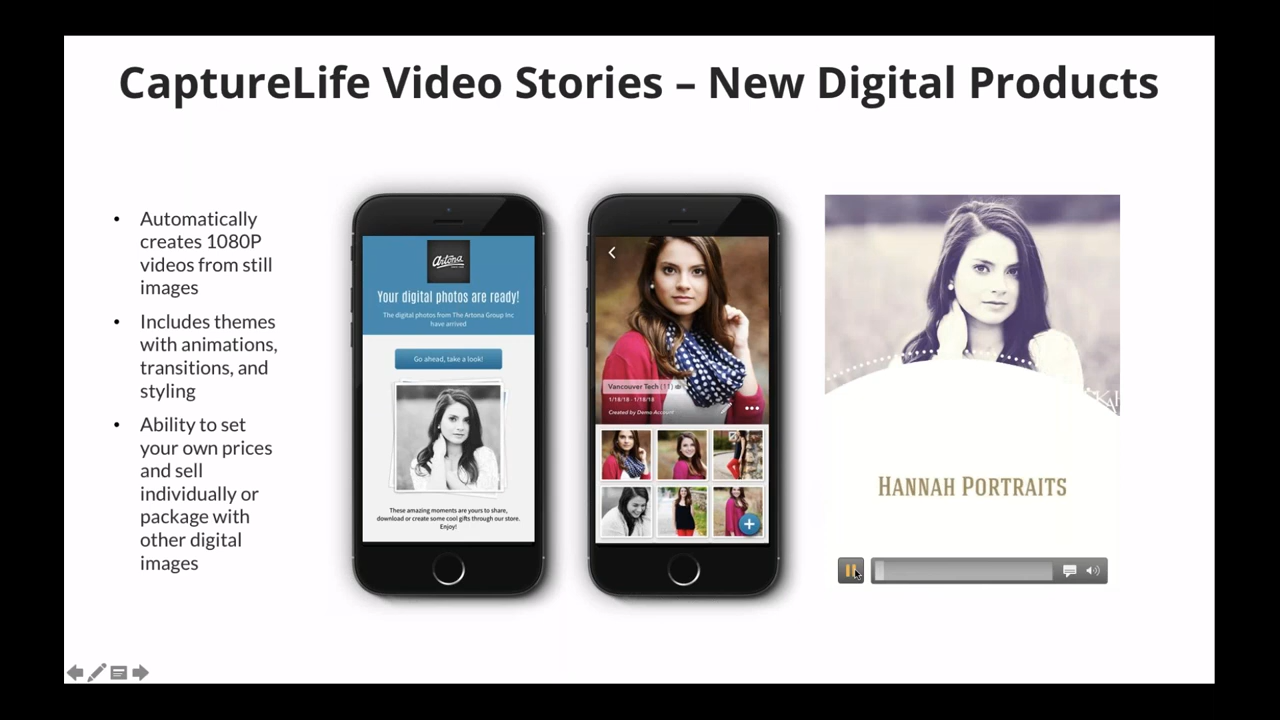 CaptureLife Video Stories – New Digital Products
• Automatically
creates 1080P
videos from still
images
• Includes themes
with animations,
transitions, and
styling
• Ability to set
your own prices
and sell
individually or
package with
other digital
images
Artona
Your digital photos are ready!
The digital photos from The Artona Group Inc
have arrived
Go ahead, take a look!
These amazing moments are yours to share,
download or create some cool gifts through our store.
Enjoy!
Vancouver Tech (11)
1/18/18 - 1/18/18
Created by Demo Account
HANNAH PORTRAITS